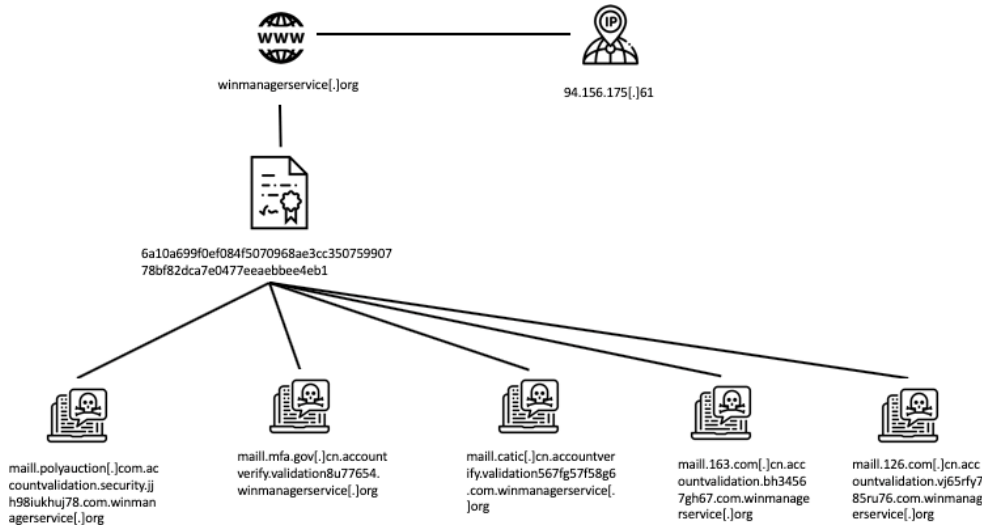 WWW
IP
winmanagerservice[.]org
94.156.175[.]61
6a10a699f0ef084f5070968ae3cc350759907
78bf82dca7e0477eeaebbee4eb1
maill.polyauction[.]com.ac
countvalidation.security.jj
h98iukhuj78.com.winman
agerservice[.]org
maill.mfa.gov[.]cn.account
verify.validation8u77654.
winmanagerservice[.]org
maill.catic[.]cn.accountver
ify.validation567fg57f58g6
.com.winmanagerservice[.
]org
maill.163.com[.]cn.acc
ountvalidation.bh3456
7gh67.com.winmanage
rservice[.]org
maill.126.com[.]cn.acc
ountvalidation.vj65rfy7
85ru76.com.winmanag
erservice[.]org